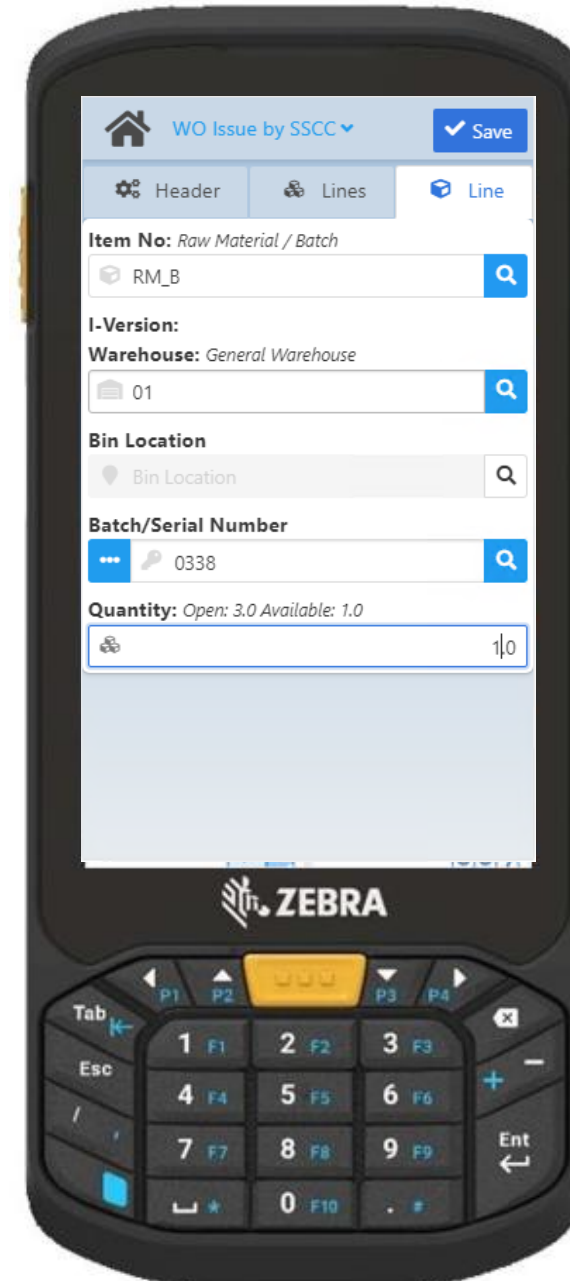 WO Issue by SSCC
Save
Header
Lines
Line
Item No: Raw Material / Batch
RM_B
I-Version:
Warehouse: General Warehouse
01
Bin Location
Bin Location
Batch/Serial Number
0338
Quantity: Open: 3.0 Available: 1.0
1.0
ZEBRA
P1 P2 P3 P4
Tab
1 F1 2 F2 3 F3
Esc
+ -
4 F4 5 F5 6 F6
/ ,
7 F7 8 F8 9 F9
Ent
* 0 F10 . #